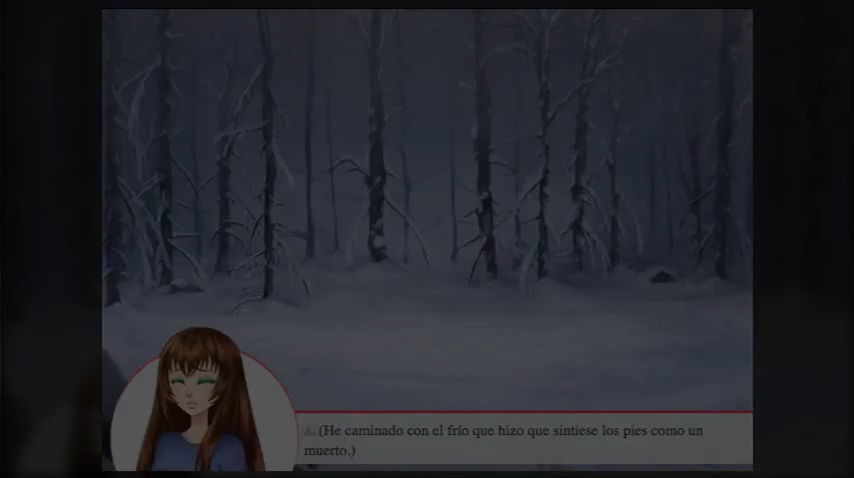 (He caminado con el frío que hizo que sintiese los pies como un
muerto.)